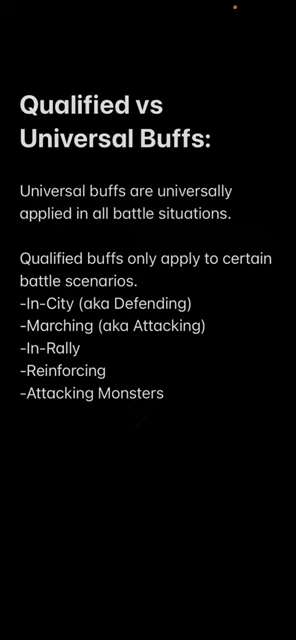 Qualified vs
Universal Buffs:
Universal buffs are universally
applied in all battle situations.
Qualified buffs only apply to certain
battle scenarios.
-In-City (aka Defending)
-Marching (aka Attacking)
-In-Rally
-Reinforcing
-Attacking Monsters